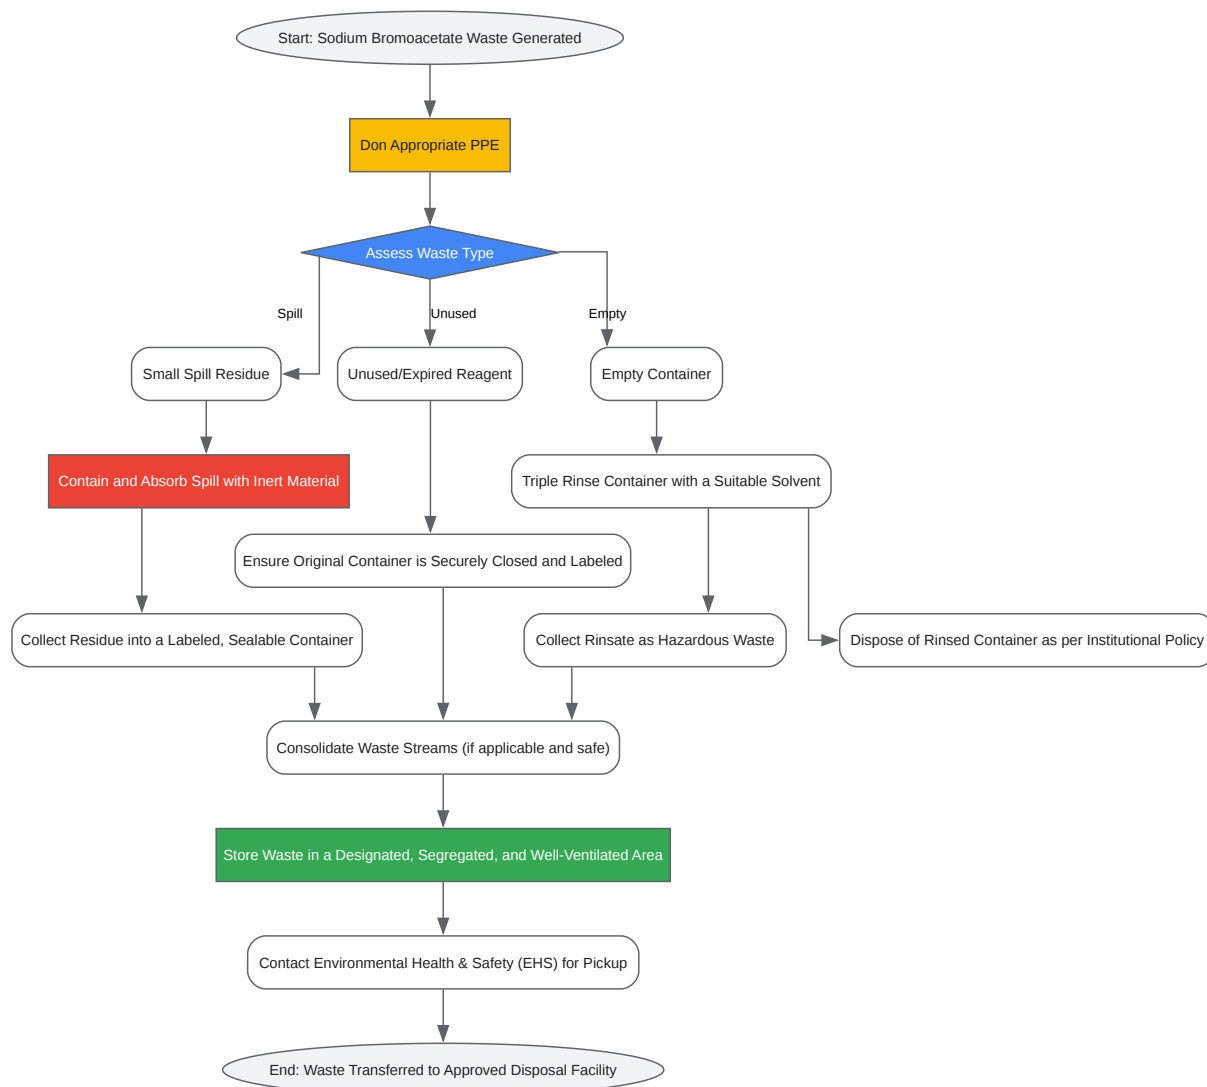 Start: Sodium Bromoacetate Waste Generated
Don Appropriate PPE
Assess Waste Type
Spill
Unused
Empty
Small Spill Residue
Unused/Expired Reagent
Empty Container
Contain and Absorb Spill with Inert Material
Triple Rinse Container with a Suitable Solvent
Ensure Original Container is Securely Closed and Labeled
Collect Residue into a Labeled, Sealable Container
Collect Rinsate as Hazardous Waste
Dispose of Rinsed Container as per Institutional Policy
Consolidate Waste Streams (if applicable and safe)
Store Waste in a Designated, Segregated, and Well-Ventilated Area
Contact Environmental Health & Safety (EHS) for Pickup
End: Waste Transferred to Approved Disposal Facility